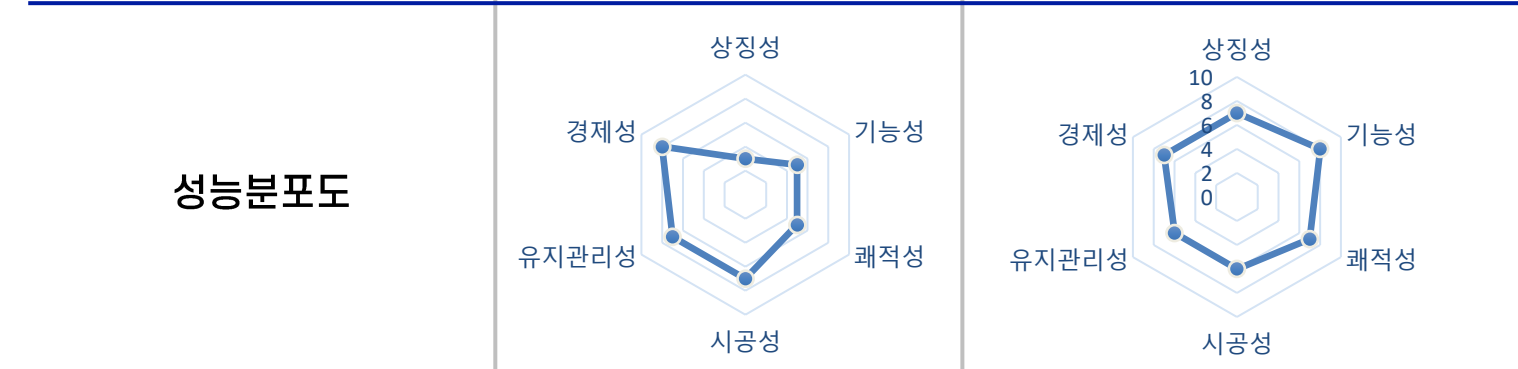 성능분포도
상징성
기능성
쾌적성
시공성
유지관리성
경제성
상징성
10
8
6
4
2
0
기능성
쾌적성
시공성
유지관리성
경제성